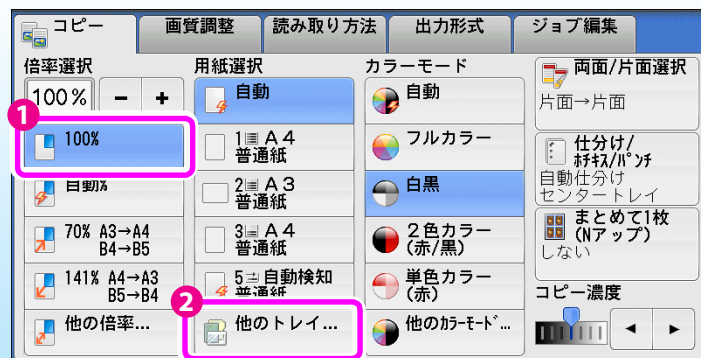 コピー
画質調整
読み取り方法
出力形式
ジョブ編集
倍率選択
100%
- +
1
100%
自動%
70% A3→A4
B4→B5
141% A4→A3
B5→B4
他の倍率...
用紙選択
自動
1 A4
普通紙
2 A3
普通紙
3 A4
普通紙
5 自動検知
普通紙
2
他のトレイ...
カラーモード
自動
フルカラー
白黒
2色カラー
(赤/黒)
単色カラー
(赤)
他のカラーモード...
両面/片面選択
片面→片面
仕分け/
ホチキス/パンチ
自動仕分け
センタートレイ
まとめて1枚
(Nアップ)
しない
コピー濃度